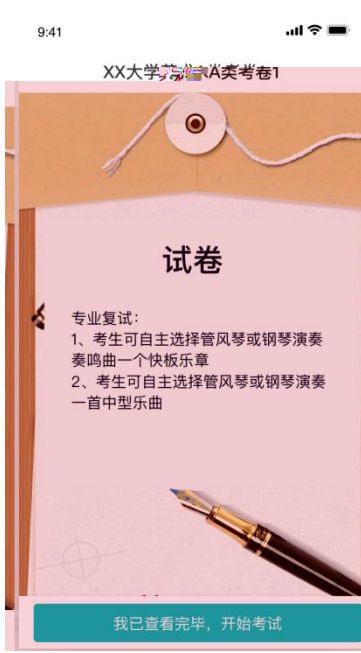 9:41
XX大学 A类考卷1
试卷
专业复试：
1、考生可自主选择管风琴或钢琴演奏
奏鸣曲一个快板乐章
2、考生可自主选择管风琴或钢琴演奏
一首中型乐曲
我已查看完毕，开始考试